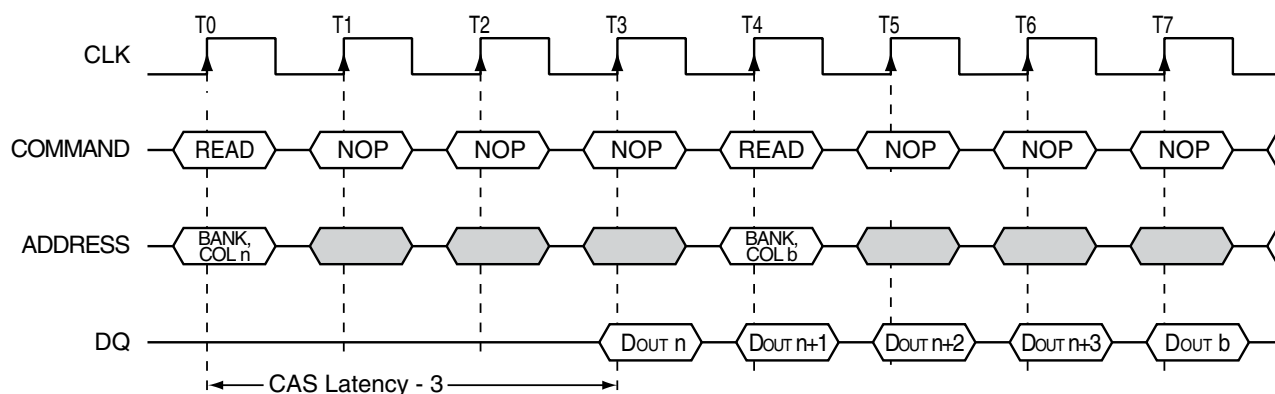 T0 T1 T2 T3 T4 T5 T6 T7
CLK
COMMAND READ NOP NOP NOP READ NOP NOP NOP
ADDRESS BANK, COL n BANK, COL b
DQ DOUT n DOUT n+1 DOUT n+2 DOUT n+3 DOUT b
CAS Latency - 3